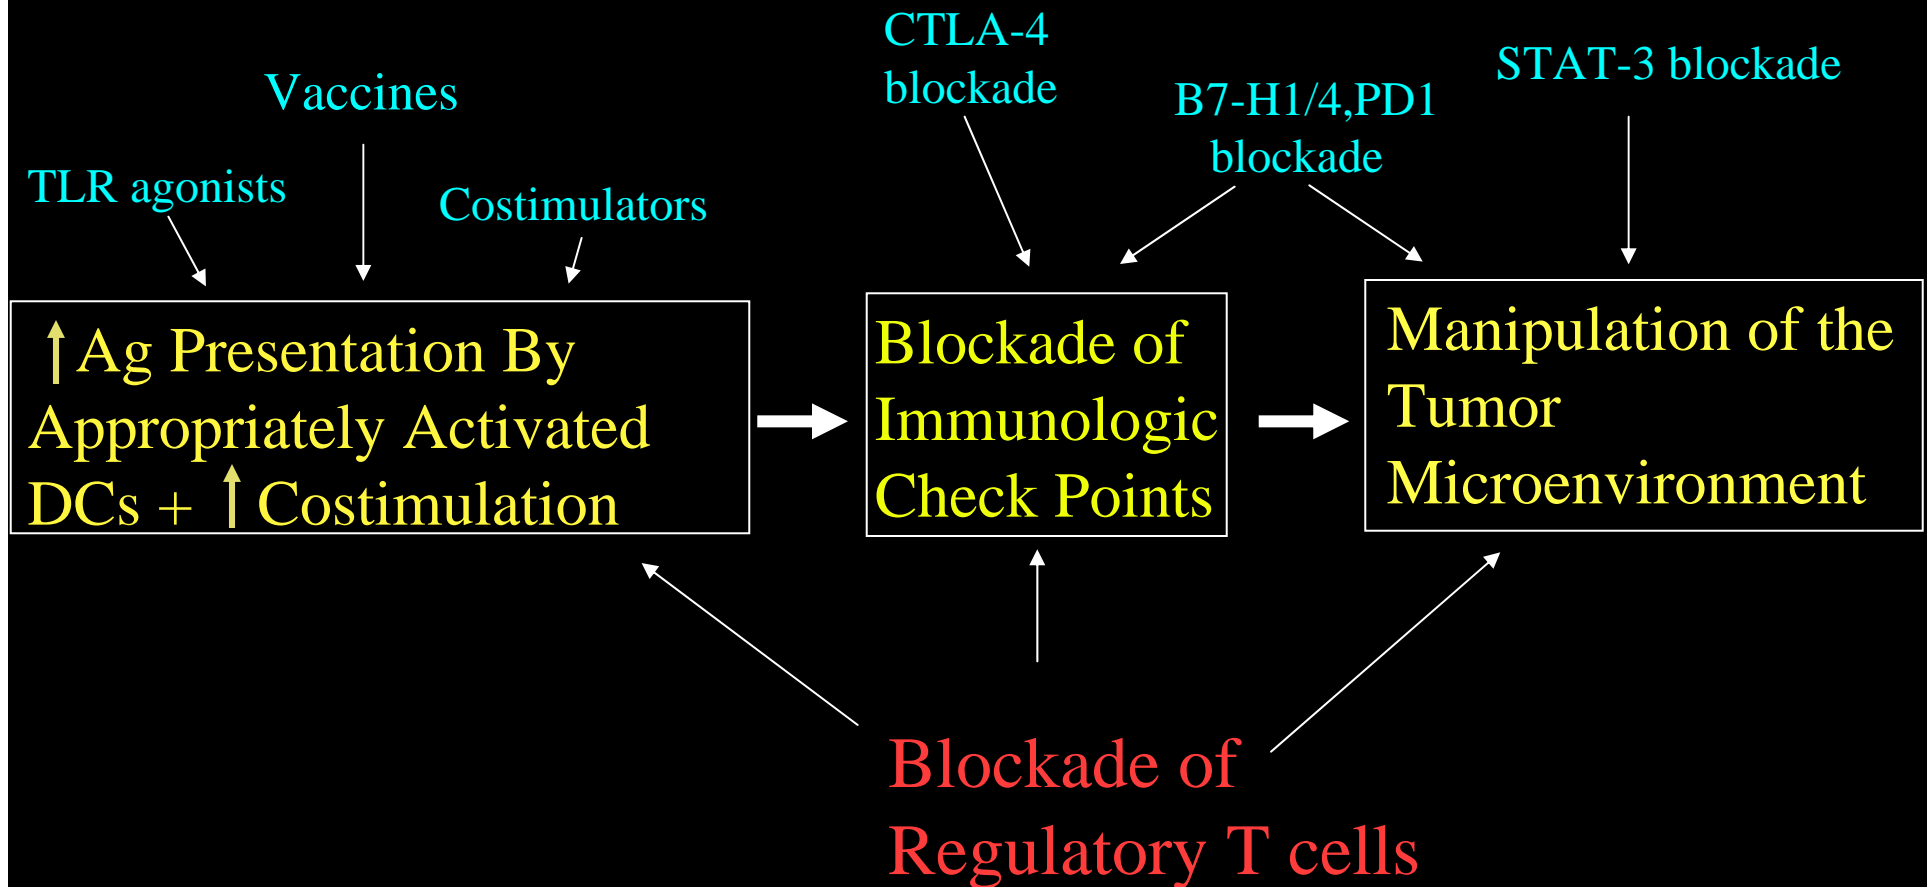 CTLA-4
blockade
STAT-3 blockade
Vaccines
B7-H1/4,PD1
blockade
TLR agonists
Costimulators
↑Ag Presentation By
Appropriately Activated
DCs + ↑Costimulation
Blockade of
Immunologic
Check Points
Manipulation of the
Tumor
Microenvironment
Blockade of
Regulatory T cells